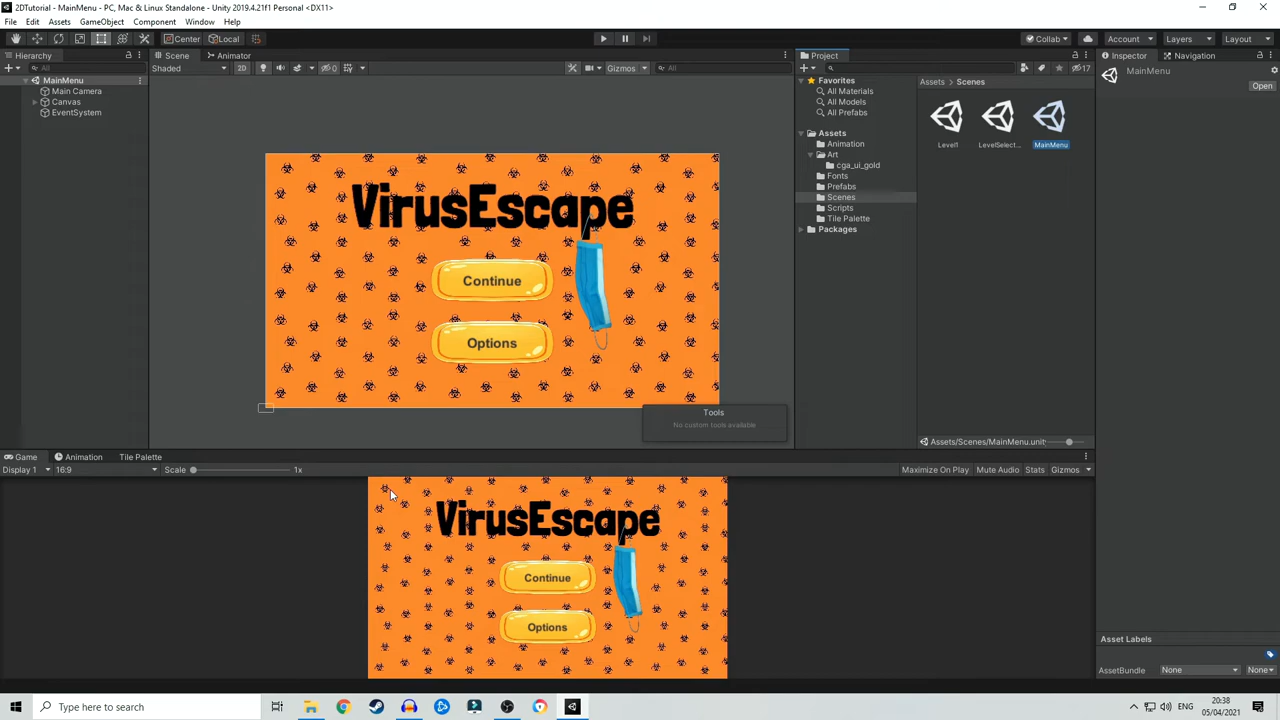 2DTutorial - MainMenu - PC, Mac & Linux Standalone - Unity 2019.4.21f1 Personal <DX11>
File Edit Assets GameObject Component Window Help
Center Local Collab Account Layers Layout
Hierarchy
All
MainMenu
Main Camera
Canvas
EventSystem
Scene Animator
Shaded 2D 0 Gizmos All
VirusEscape
Continue
Options
Tools
No custom tools available
Project
17
Favorites
All Materials
All Models
All Prefabs
Assets
Animation
Art
cga_ui_gold
Fonts
Prefabs
Scenes
Scripts
Tile Palette
Packages
Assets Scenes
Level1 LevelSelect... MainMenu
Assets/Scenes/MainMenu.unity
Inspector Navigation
MainMenu
Open
Game Animation Tile Palette
Display 1 16:9 Scale 1x Maximize On Play Mute Audio Stats Gizmos
VirusEscape
Continue
Options
Asset Labels
AssetBundle None None
Type here to search
20:38
05/04/2021